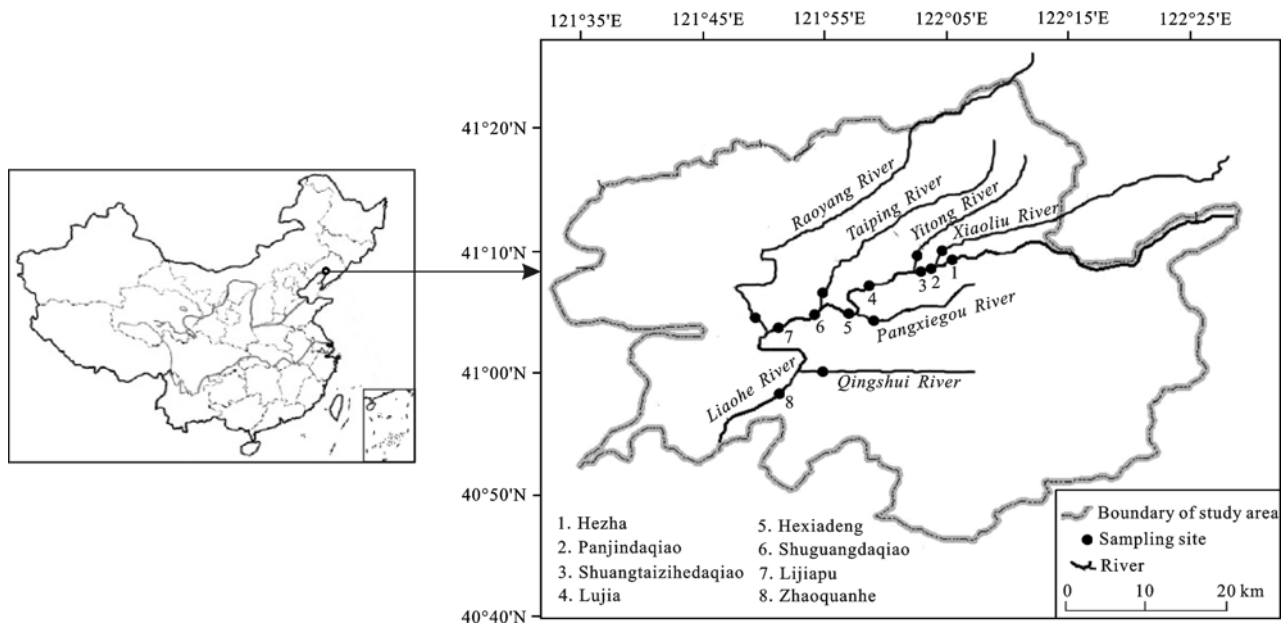 121°35'E 121°45'E 121°55'E 122°05'E 122°15'E 122°25'E
41°20'N
41°10'N
41°00'N
40°50'N
40°40'N
Raoyang River
Taiping River
Yitong River
Xiaoliu River
Pangxiegou River
Qingshui River
Liaohe River
1
2
3
4
5
6
7
8
1. Hezha
2. Panjindaqiao
3. Shuangtaizihedaqiao
4. Lujia
5. Hexiadeng
6. Shuguangdaqiao
7. Lijiapu
8. Zhaoquanhe
Boundary of study area
Sampling site
River
0 10 20 km